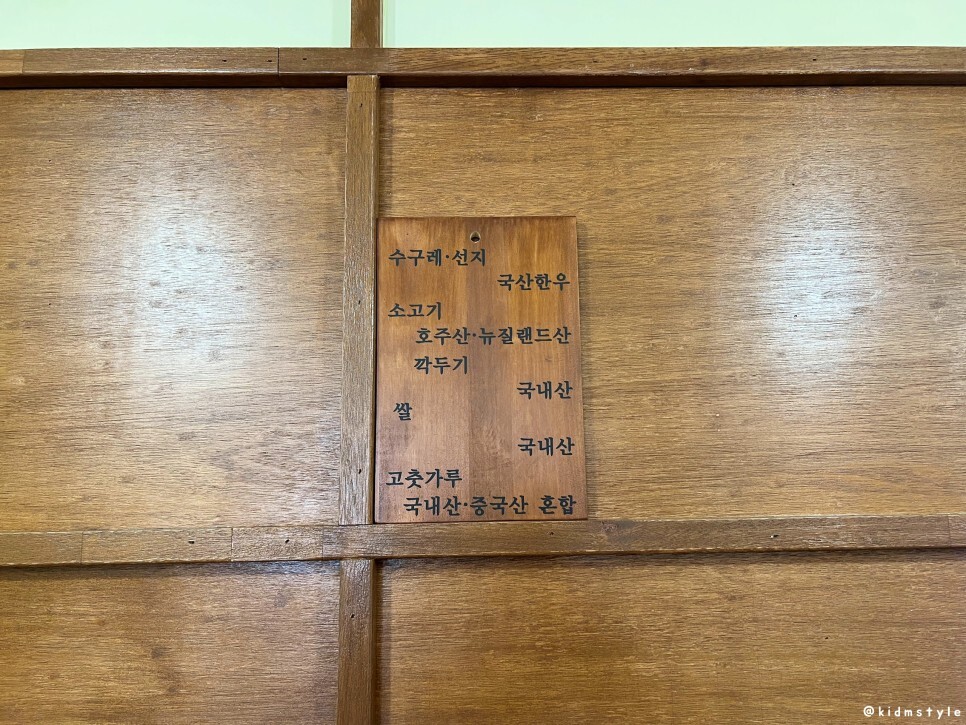 수구레·선지
국산한우
소고기
호주산·뉴질랜드산
깍두기
국내산
쌀
국내산
고춧가루
국내산·중국산 혼합
@kidmstyle